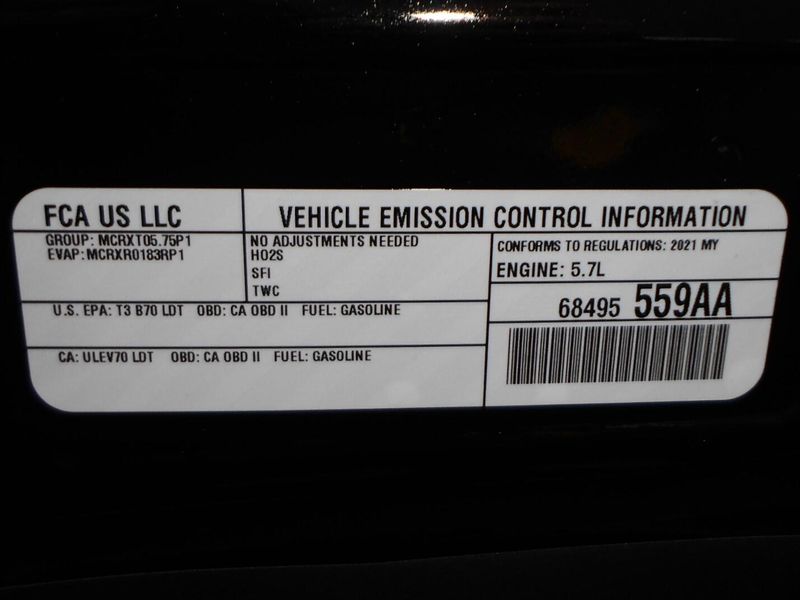 FCA US LLC
VEHICLE EMISSION CONTROL INFORMATION
GROUP: MCRXT05.75P1
EVAP: MCRXR0183RP1
NO ADJUSTMENTS NEEDED
HO2S
SFI
TWC
CONFORMS TO REGULATIONS: 2021 MY
ENGINE: 5.7L
U.S. EPA: T3 B70 LDT OBD: CA OBD II FUEL: GASOLINE
68495 559AA
CA: ULEV70 LDT OBD: CA OBD II FUEL: GASOLINE